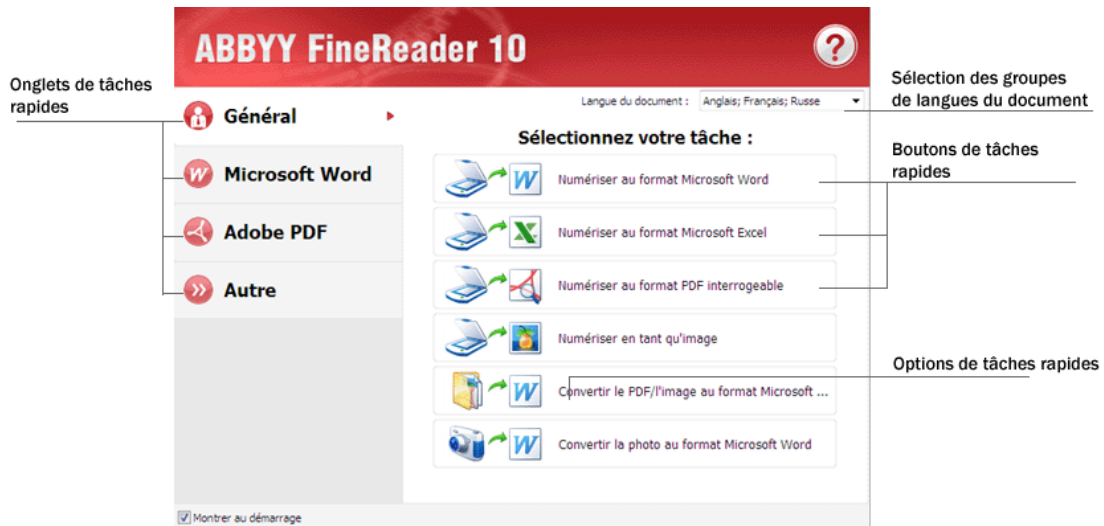 ABBYY FineReader 10
?
Onglets de tâches
rapides
Général
Microsoft Word
Adobe PDF
Autre
Langue du document : Anglais; Français; Russe
Sélectionnez votre tâche :
Numériser au format Microsoft Word
Numériser au format Microsoft Excel
Numériser au format PDF interrogeable
Numériser en tant qu'image
Convertir le PDF/l'image au format Microsoft ...
Convertir la photo au format Microsoft Word
Sélection des groupes
de langues du document
Boutons de tâches
rapides
Options de tâches rapides
Montrer au démarrage